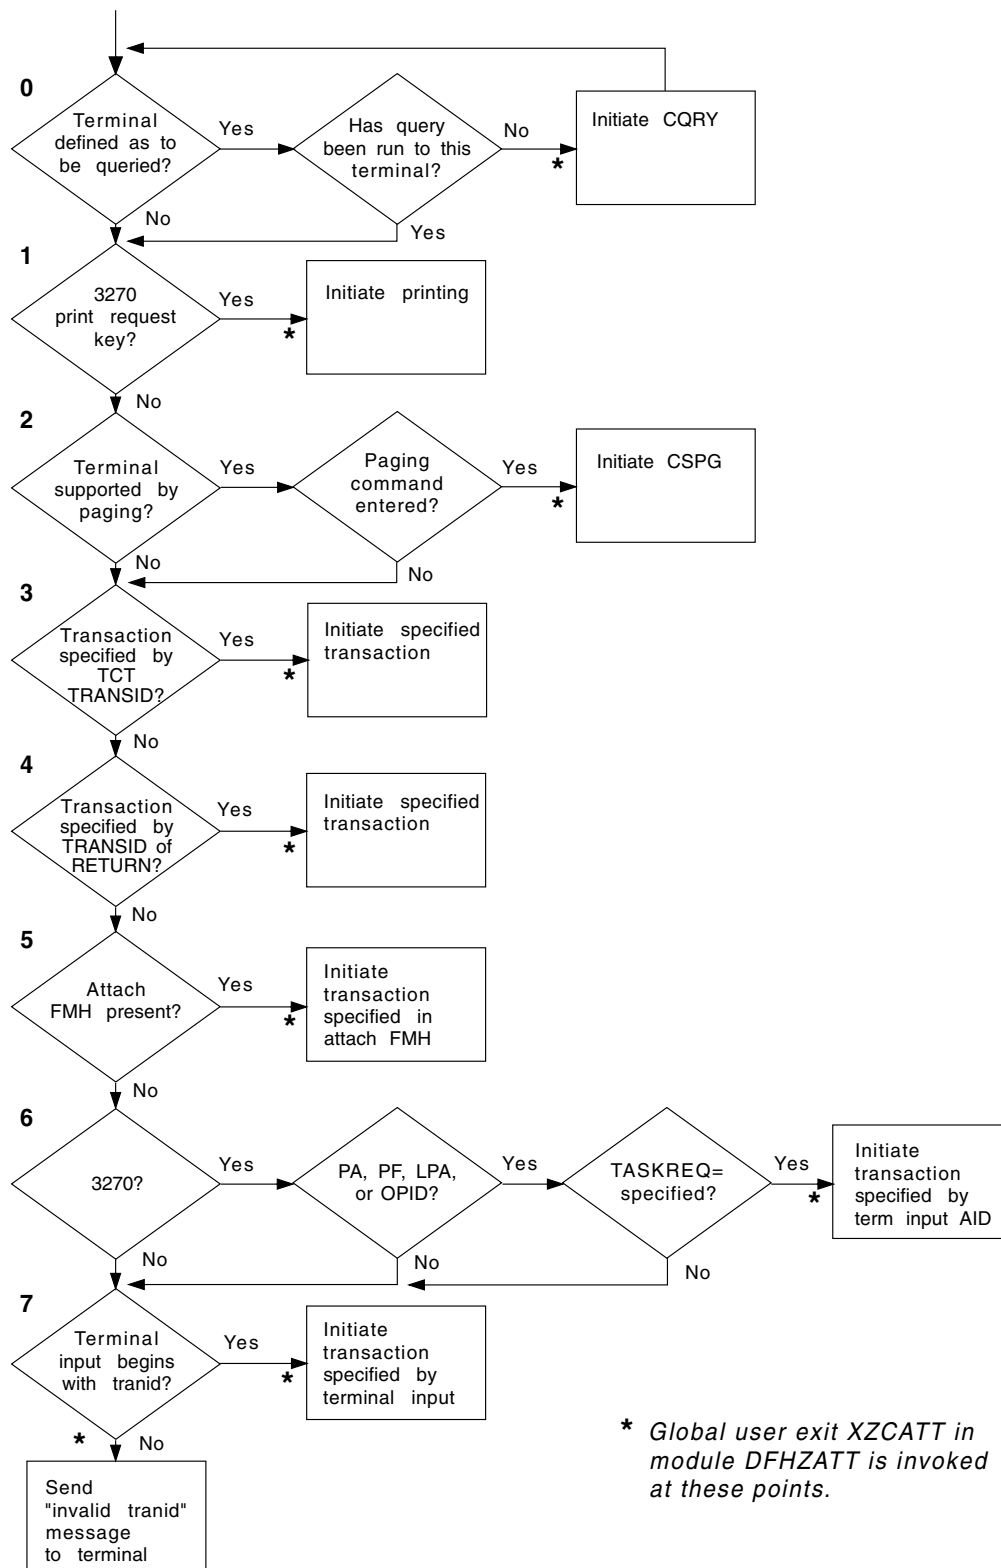 0
Terminal
defined as to
be queried?
Yes
Has query
been run to this
terminal?
No
*
Initiate CQRY
No
Yes
1
3270
print request
key?
Yes
*
Initiate printing
No
2
Terminal
supported by
paging?
Yes
Paging
command
entered?
Yes
*
Initiate CSPG
No
No
3
Transaction
specified by
TCT
TRANSID?
Yes
*
Initiate specified
transaction
No
4
Transaction
specified by
TRANSID of
RETURN?
Yes
*
Initiate specified
transaction
No
5
Attach
FMH present?
Yes
*
Initiate
transaction
specified in
attach FMH
No
6
3270?
Yes
PA, PF, LPA,
or OPID?
Yes
TASKREQ=
specified?
Yes
*
Initiate
transaction
specified by
term input AID
No
No
No
7
Terminal
input begins
with tranid?
Yes
*
Initiate
transaction
specified by
terminal input
*
No
Send
"invalid tranid"
message
to terminal
* Global user exit XZCATT in
module DFHZATT is invoked
at these points.